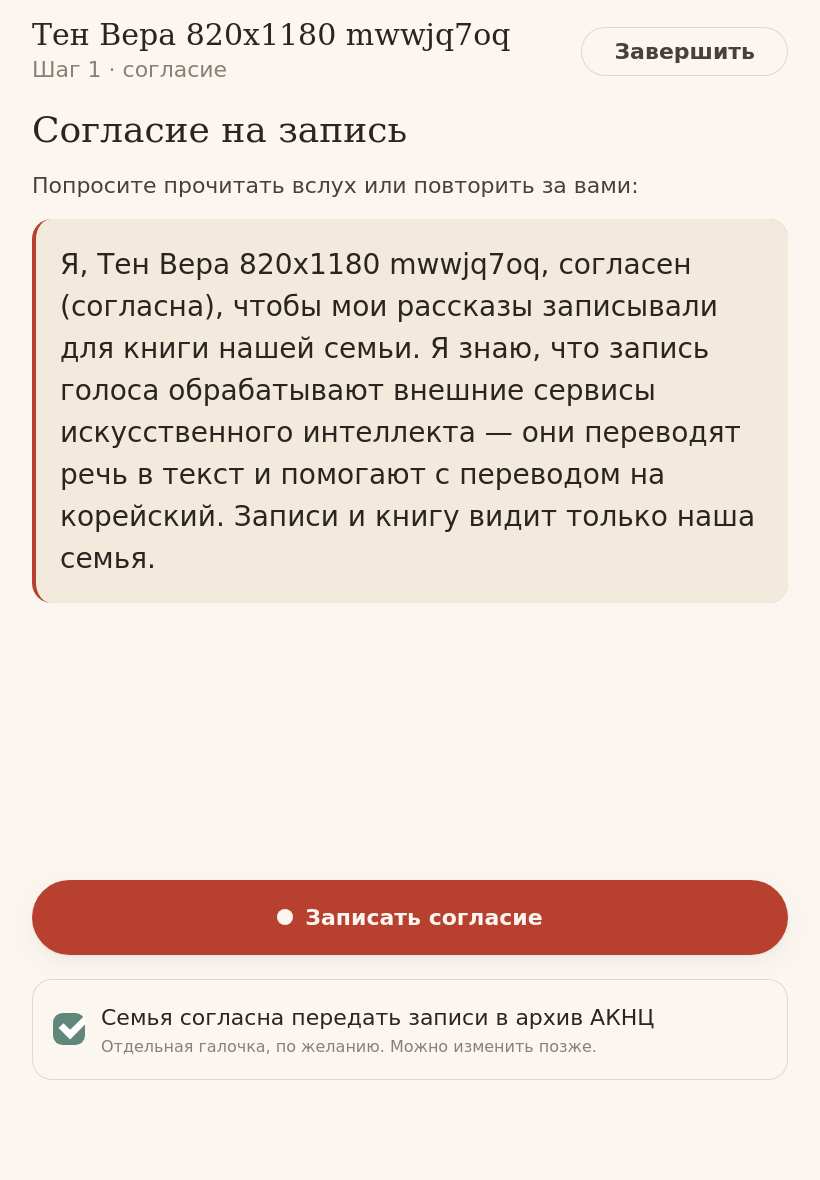 Тен Вера 820x1180 mwwjq7oq
Шаг 1 · согласие
Завершить
Согласие на запись
Попросите прочитать вслух или повторить за вами:
Я, Тен Вера 820x1180 mwwjq7oq, согласен
(согласна), чтобы мои рассказы записывали
для книги нашей семьи. Я знаю, что запись
голоса обрабатывают внешние сервисы
искусственного интеллекта — они переводят
речь в текст и помогают с переводом на
корейский. Записи и книгу видит только наша
семья.
Записать согласие
Семья согласна передать записи в архив АКНЦ
Отдельная галочка, по желанию. Можно изменить позже.